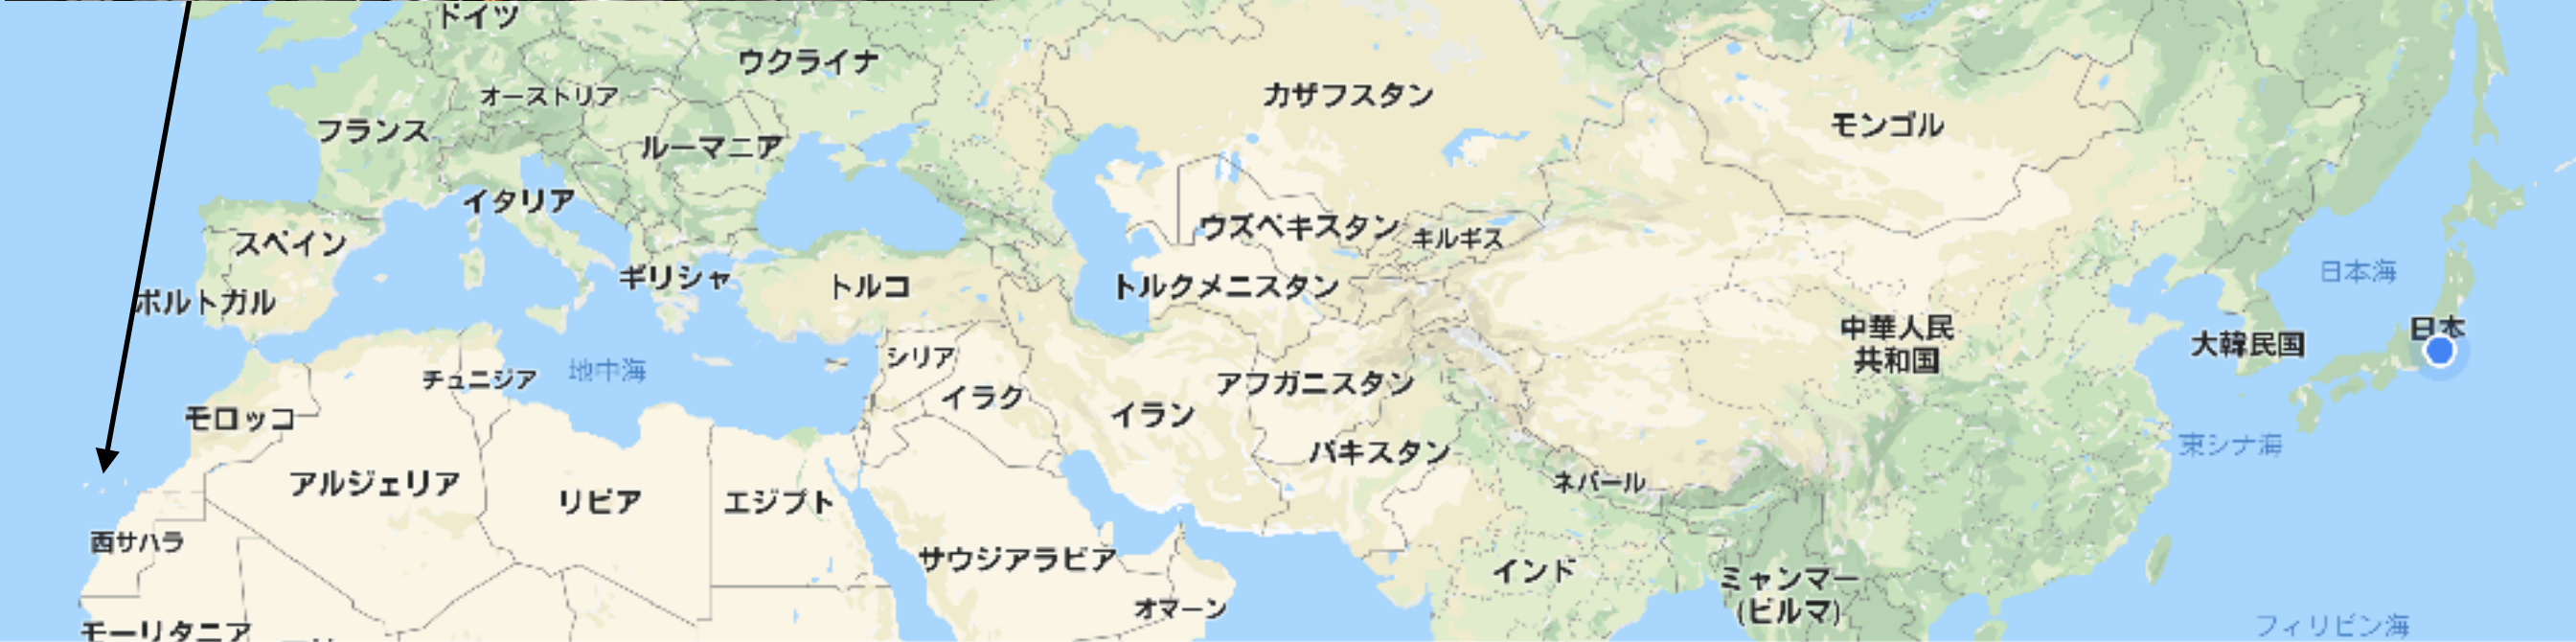 ドイツ
ウクライナ
オーストリア
カザフスタン
フランス
モンゴル
ルーマニア
イタリア
ウズベキスタン
キルギス
スペイン
日本海
ギリシャ
トルコ
トルクメニスタン
ポルトガル
中華人民
共和国
大韓民国
日本
シリア
地中海
チュニジア
アフガニスタン
イラク
イラン
モロッコ
東シナ海
パキスタン
アルジェリア
ネパール
リビア
エジプト
西サハラ
サウジアラビア
インド
ミャンマー
(ビルマ)
オマーン
フィリピン海
モーリタニア